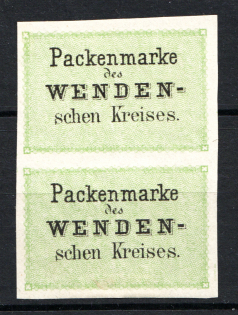 Packenmarke
des
WENDEN-
schen Kreises.
Packenmarke
des
WENDEN-
schen Kreises.